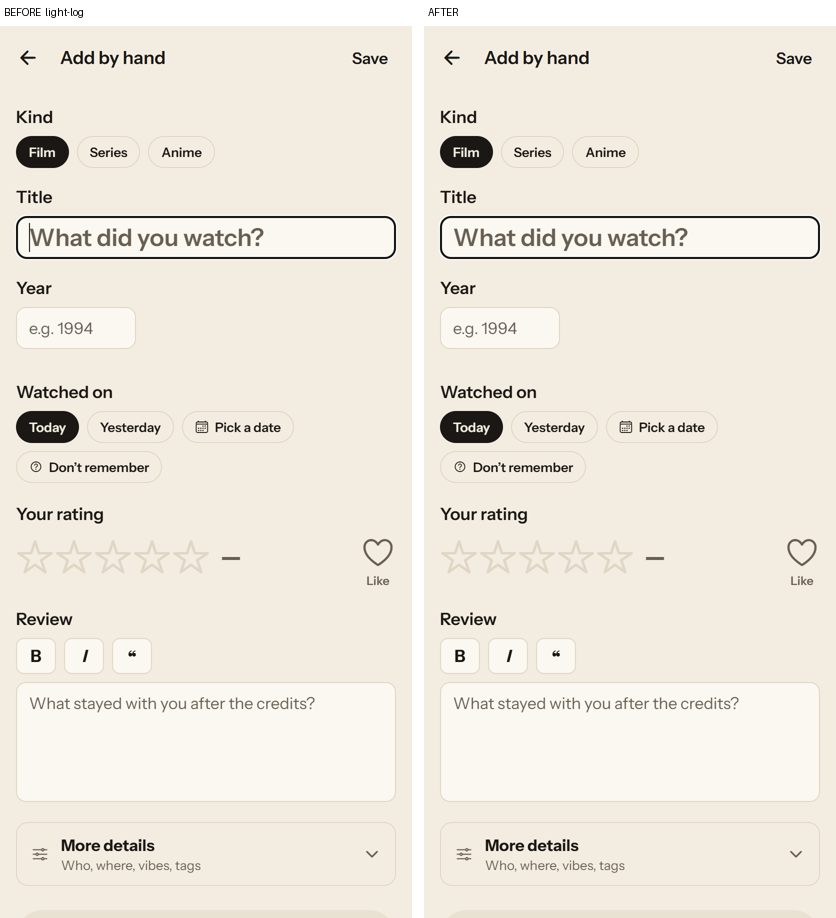 BEFORE light-log
AFTER
Add by hand
Save
Kind
Film
Series
Anime
Title
What did you watch?
Year
e.g. 1994
Watched on
Today
Yesterday
Pick a date
Don’t remember
Your rating
Like
Review
B
I
❝
What stayed with you after the credits?
More details
Who, where, vibes, tags
Add by hand
Save
Kind
Film
Series
Anime
Title
What did you watch?
Year
e.g. 1994
Watched on
Today
Yesterday
Pick a date
Don’t remember
Your rating
Like
Review
B
I
❝
What stayed with you after the credits?
More details
Who, where, vibes, tags